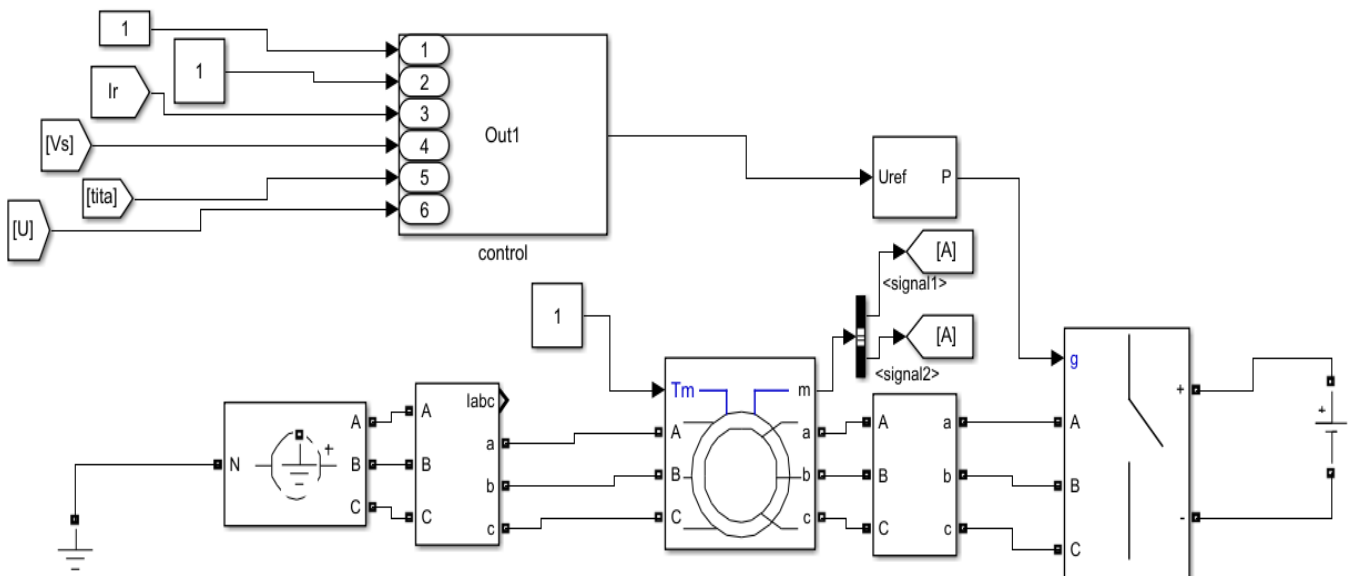 1
1
Ir
[Vs]
[tita]
[U]
1
2
3
4
5
6
Out1
control
Uref P
[A]
<signal1>
[A]
<signal2>
1
Tm m
A a
B b
C c
N
A
B
C
Iabc
A a
B b
C c
A a
B b
C c
g
A
B
C
+
-
+
+